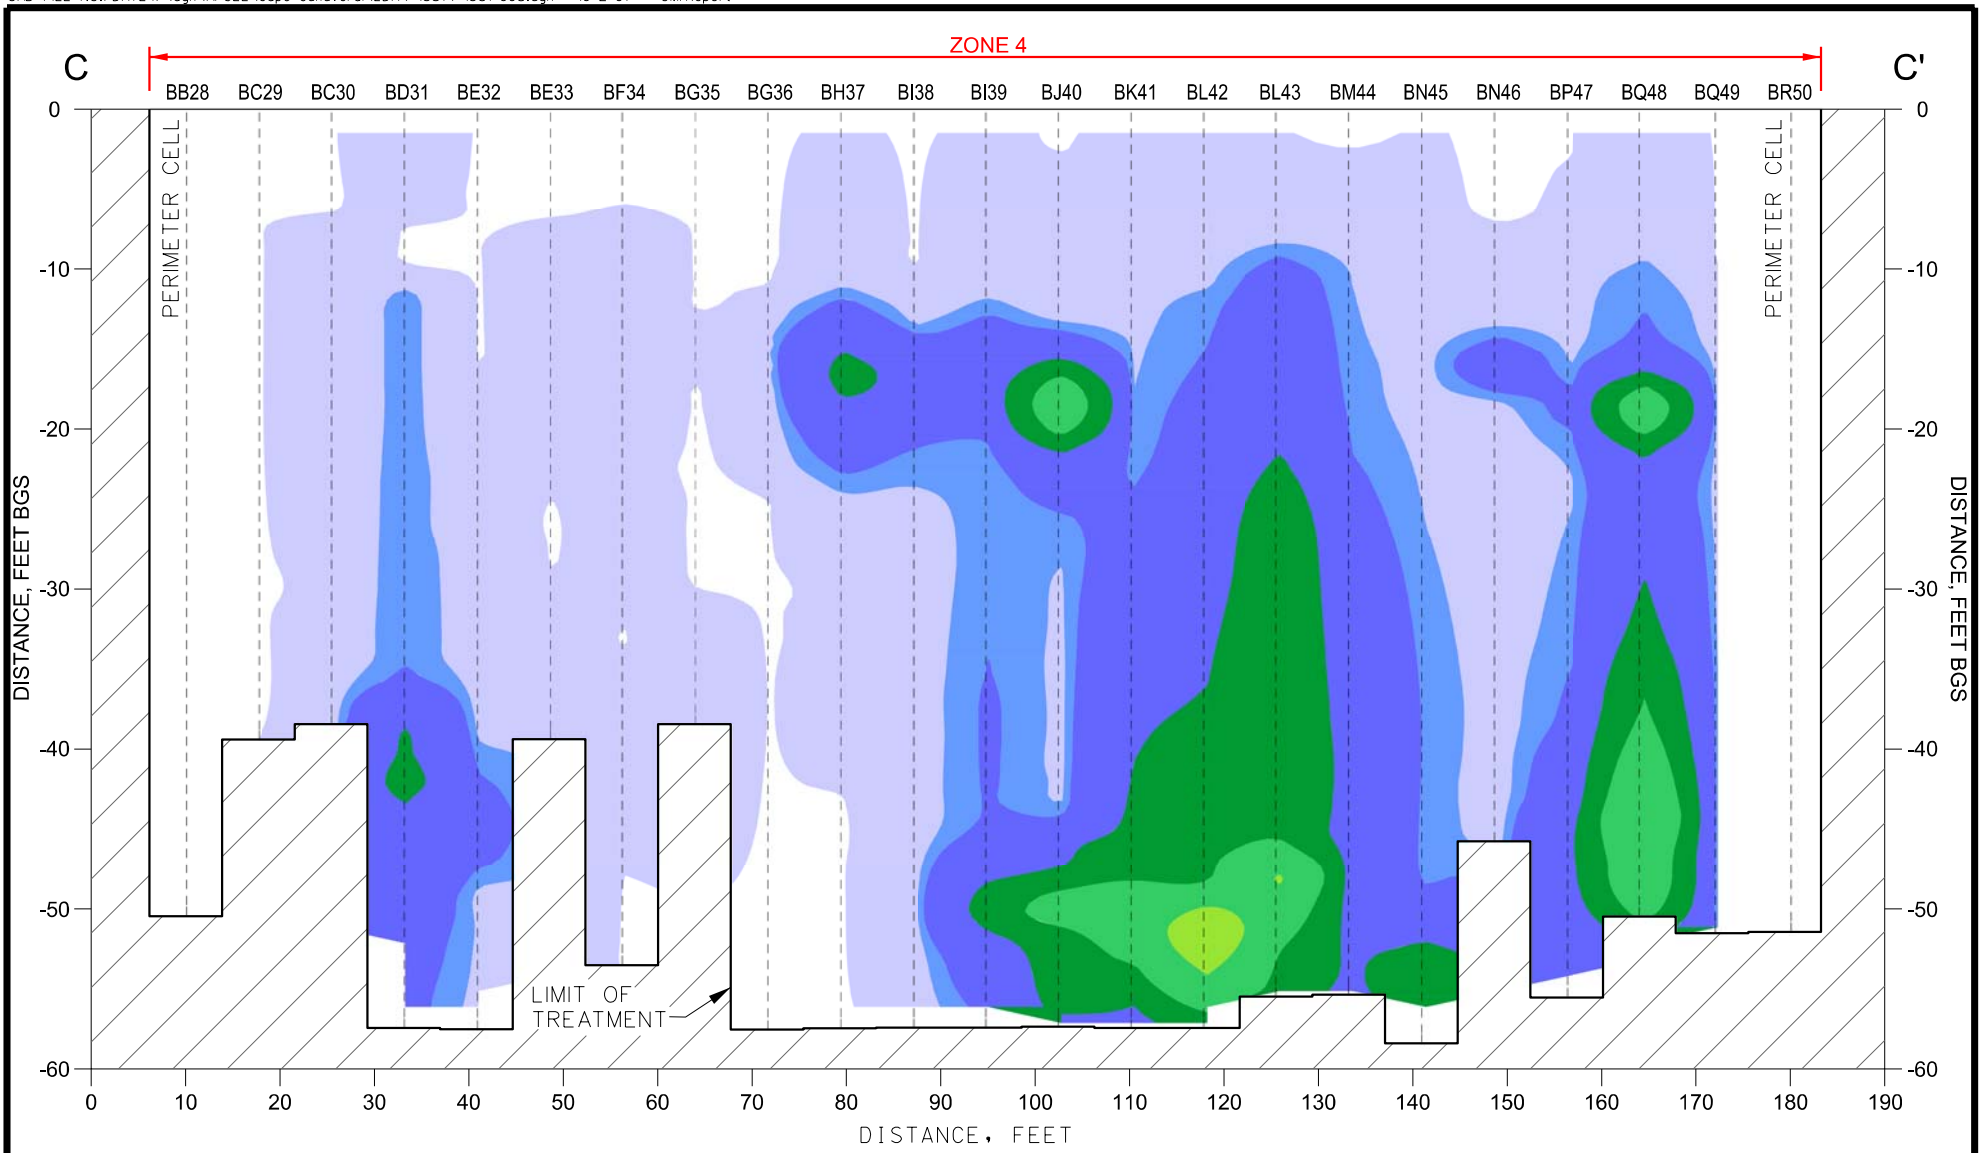 ZONE 4
C
C'
BB28 BC29 BC30 BD31 BE32 BE33 BF34 BG35 BG36 BH37 BI38 BI39 BJ40 BK41 BL42 BL43 BM44 BN45 BN46 BP47 BQ48 BQ49 BR50
PERIMETER CELL
PERIMETER CELL
0
-10
-20
-30
-40
-50
-60
DISTANCE, FEET BGS
0
-10
-20
-30
-40
-50
-60
DISTANCE, FEET BGS
LIMIT OF
TREATMENT
0 10 20 30 40 50 60 70 80 90 100 110 120 130 140 150 160 170 180 190
DISTANCE, FEET